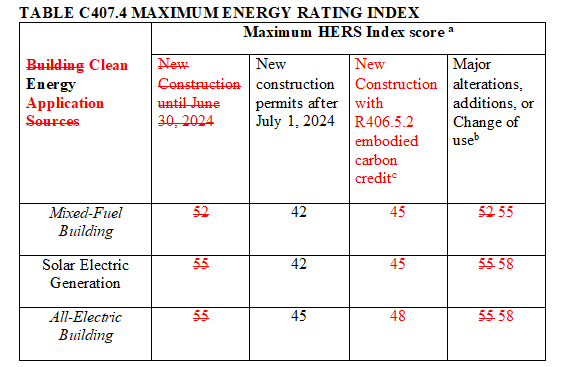 TABLE C407.4 MAXIMUM ENERGY RATING INDEX
Maximum HERS Index score a
Building Clean
Energy
Application
Sources
New
Construction
until June
30, 2024
New
construction
permits after
July 1, 2024
New
Construction
with
R406.5.2
embodied
carbon
creditc
Major
alterations,
additions, or
Change of
useb
Mixed-Fuel
Building
52
42
45
52 55
Solar Electric
Generation
55
42
45
55 58
All-Electric
Building
55
45
48
55 58